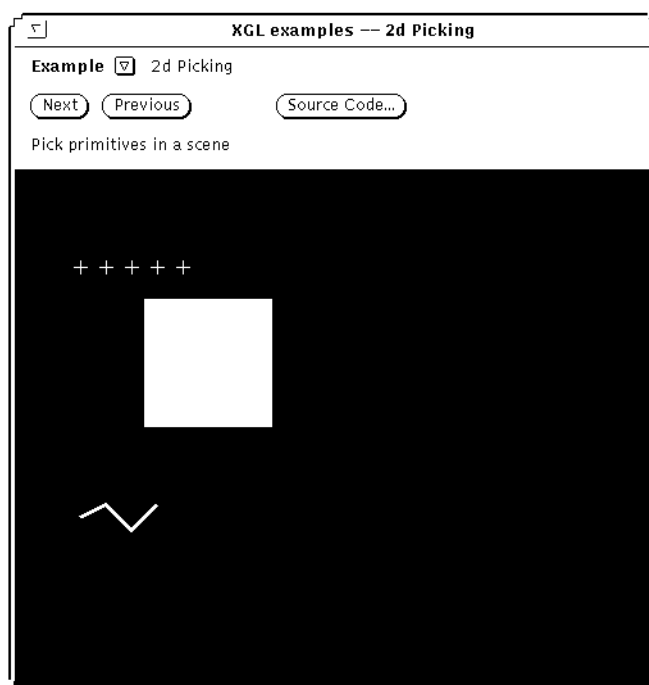 XGL examples –– 2d Picking
Example 2d Picking
Next Previous Source Code...
Pick primitives in a scene